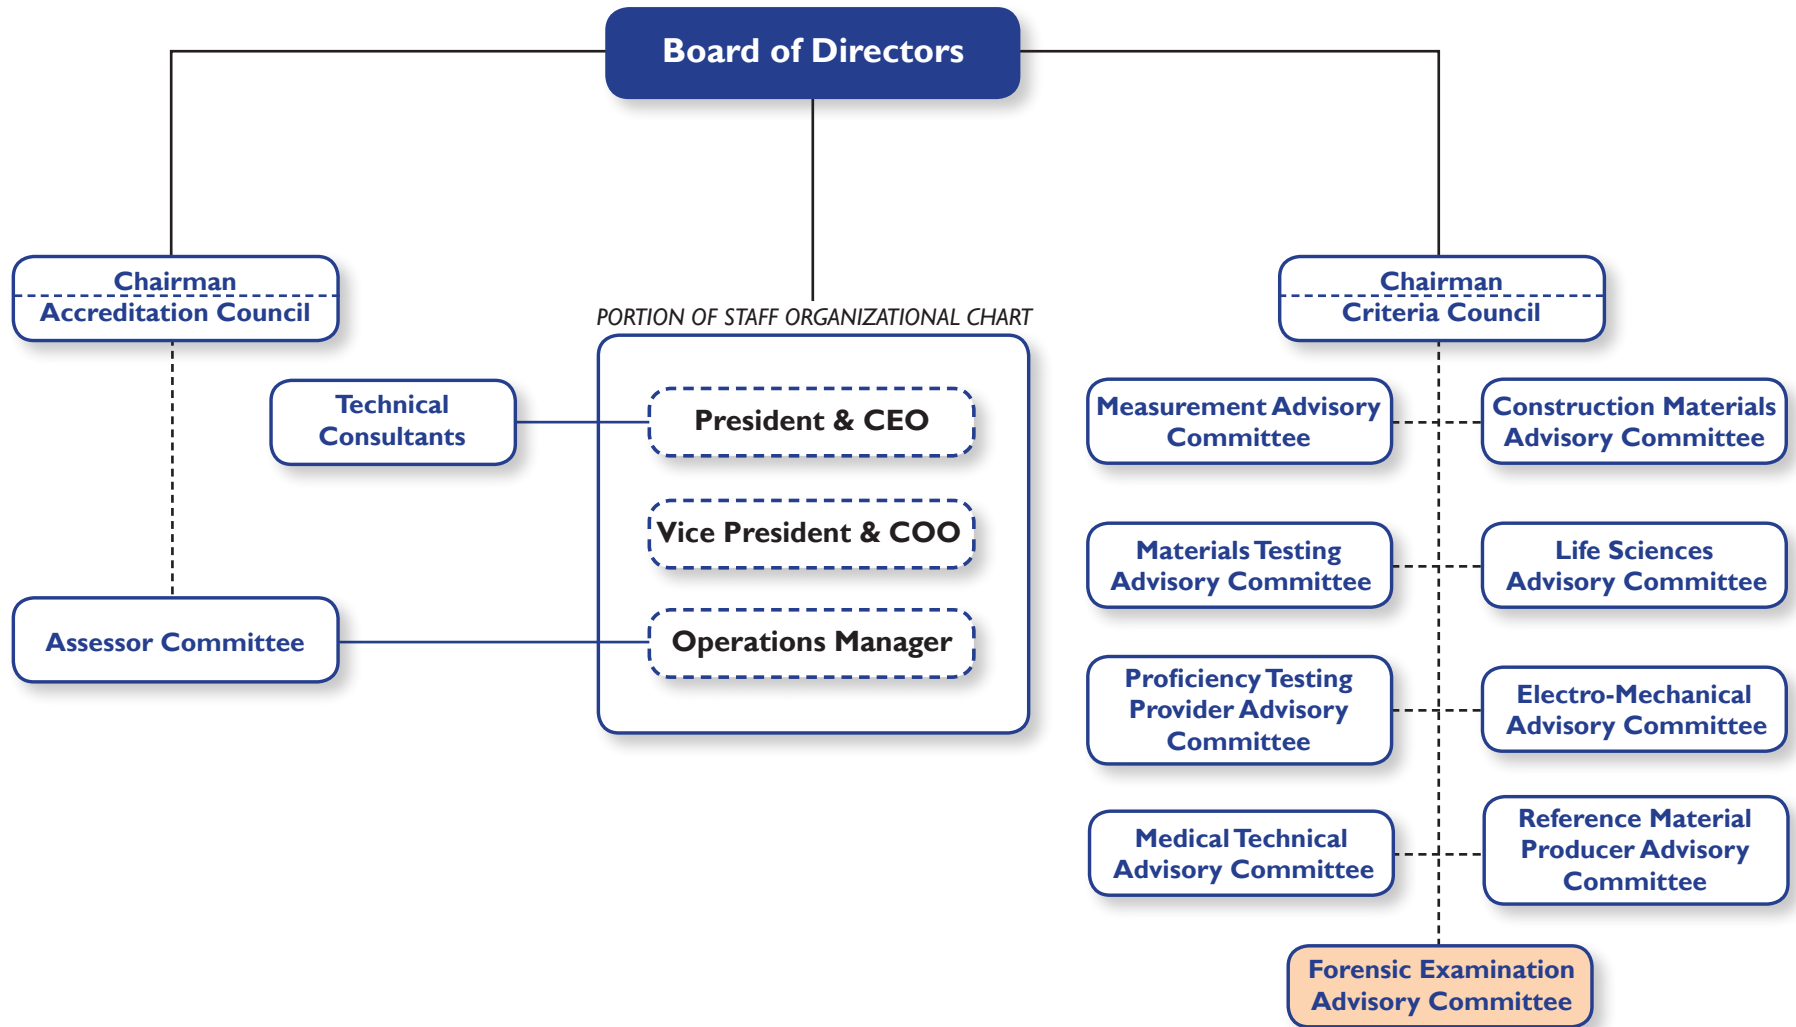 Board of Directors
Chairman
Accreditation Council
Chairman
Criteria Council
PORTION OF STAFF ORGANIZATIONAL CHART
Technical
Consultants
President & CEO
Vice President & COO
Assessor Committee
Operations Manager
Measurement Advisory
Committee
Construction Materials
Advisory Committee
Materials Testing
Advisory Committee
Life Sciences
Advisory Committee
Proficiency Testing
Provider Advisory
Committee
Electro-Mechanical
Advisory Committee
Medical Technical
Advisory Committee
Reference Material
Producer Advisory
Committee
Forensic Examination
Advisory Committee